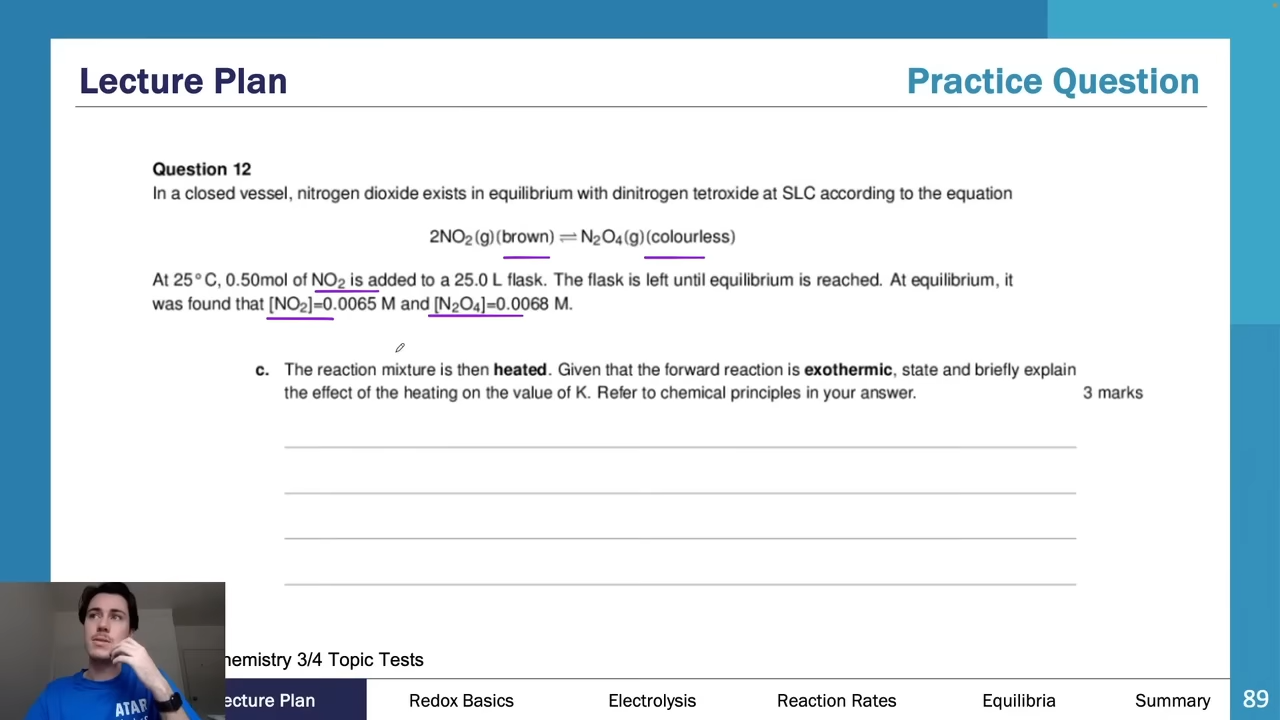 Lecture Plan
Practice Question
Question 12
In a closed vessel, nitrogen dioxide exists in equilibrium with dinitrogen tetroxide at SLC according to the equation
2NO₂(g)(brown) ⇌ N₂O₄(g)(colourless)
At 25°C, 0.50mol of NO₂ is added to a 25.0 L flask. The flask is left until equilibrium is reached. At equilibrium, it
was found that [NO₂]=0.0065 M and [N₂O₄]=0.0068 M.
c. The reaction mixture is then heated. Given that the forward reaction is exothermic, state and briefly explain
the effect of the heating on the value of K. Refer to chemical principles in your answer. 3 marks
hemistry 3/4 Topic Tests
ATAR
ecture Plan Redox Basics Electrolysis Reaction Rates Equilibria Summary 89